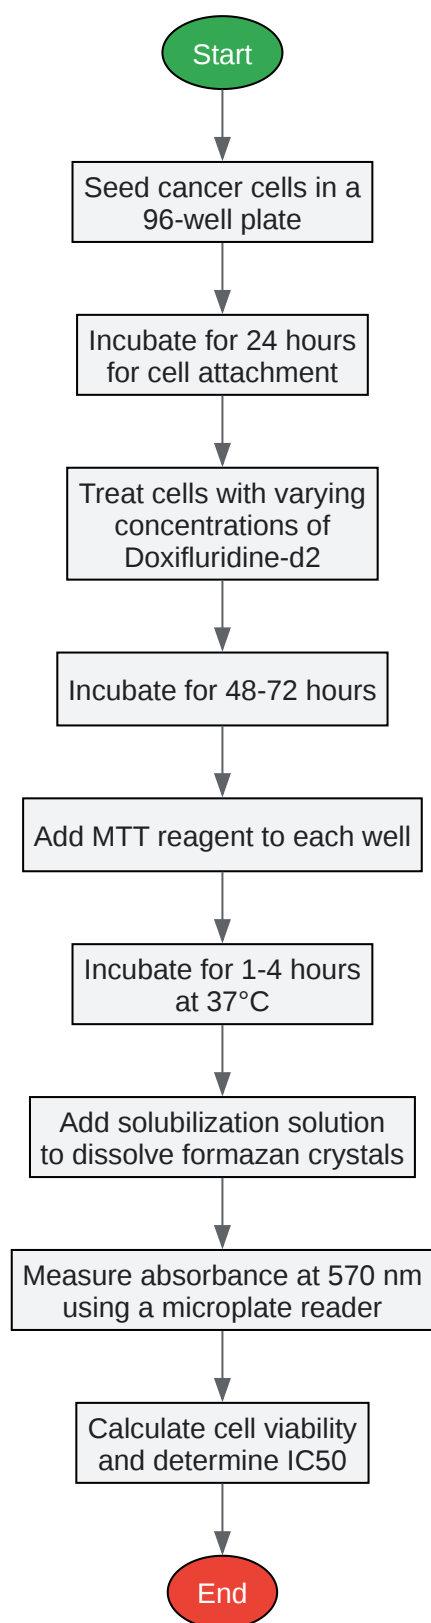 Start
Seed cancer cells in a
96-well plate
Incubate for 24 hours
for cell attachment
Treat cells with varying
concentrations of
Doxifluridine-d2
Incubate for 48-72 hours
Add MTT reagent to each well
Incubate for 1-4 hours
at 37°C
Add solubilization solution
to dissolve formazan crystals
Measure absorbance at 570 nm
using a microplate reader
Calculate cell viability
and determine IC50
End